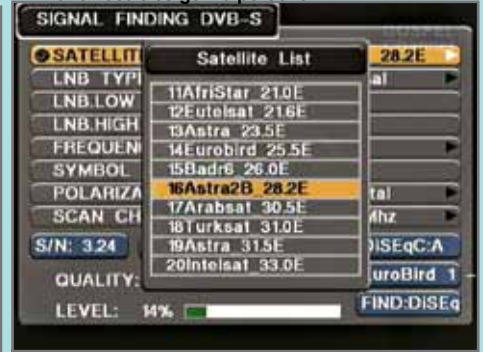 SIGNAL FINDING DVB-S
SATELLIT 28.2E
Satellite List
LNB TYP al
LNB.LOW
LNB.HIGH
FREQUEN
SYMBOL
POLARIZA tal
SCAN CH Mhz
11AfriStar 21.0E
12Eutelsat 21.6E
13Astra 23.5E
14Eurobird 25.5E
15Badr6 26.0E
16Astra2B 28.2E
17Arabsat 30.5E
18Turksat 31.0E
19Astra 31.5E
20Intelsat 33.0E
S/N: 3.24 DiSEqC:A
QUALITY: uroBird 1
LEVEL: 14% FIND:DiSEq